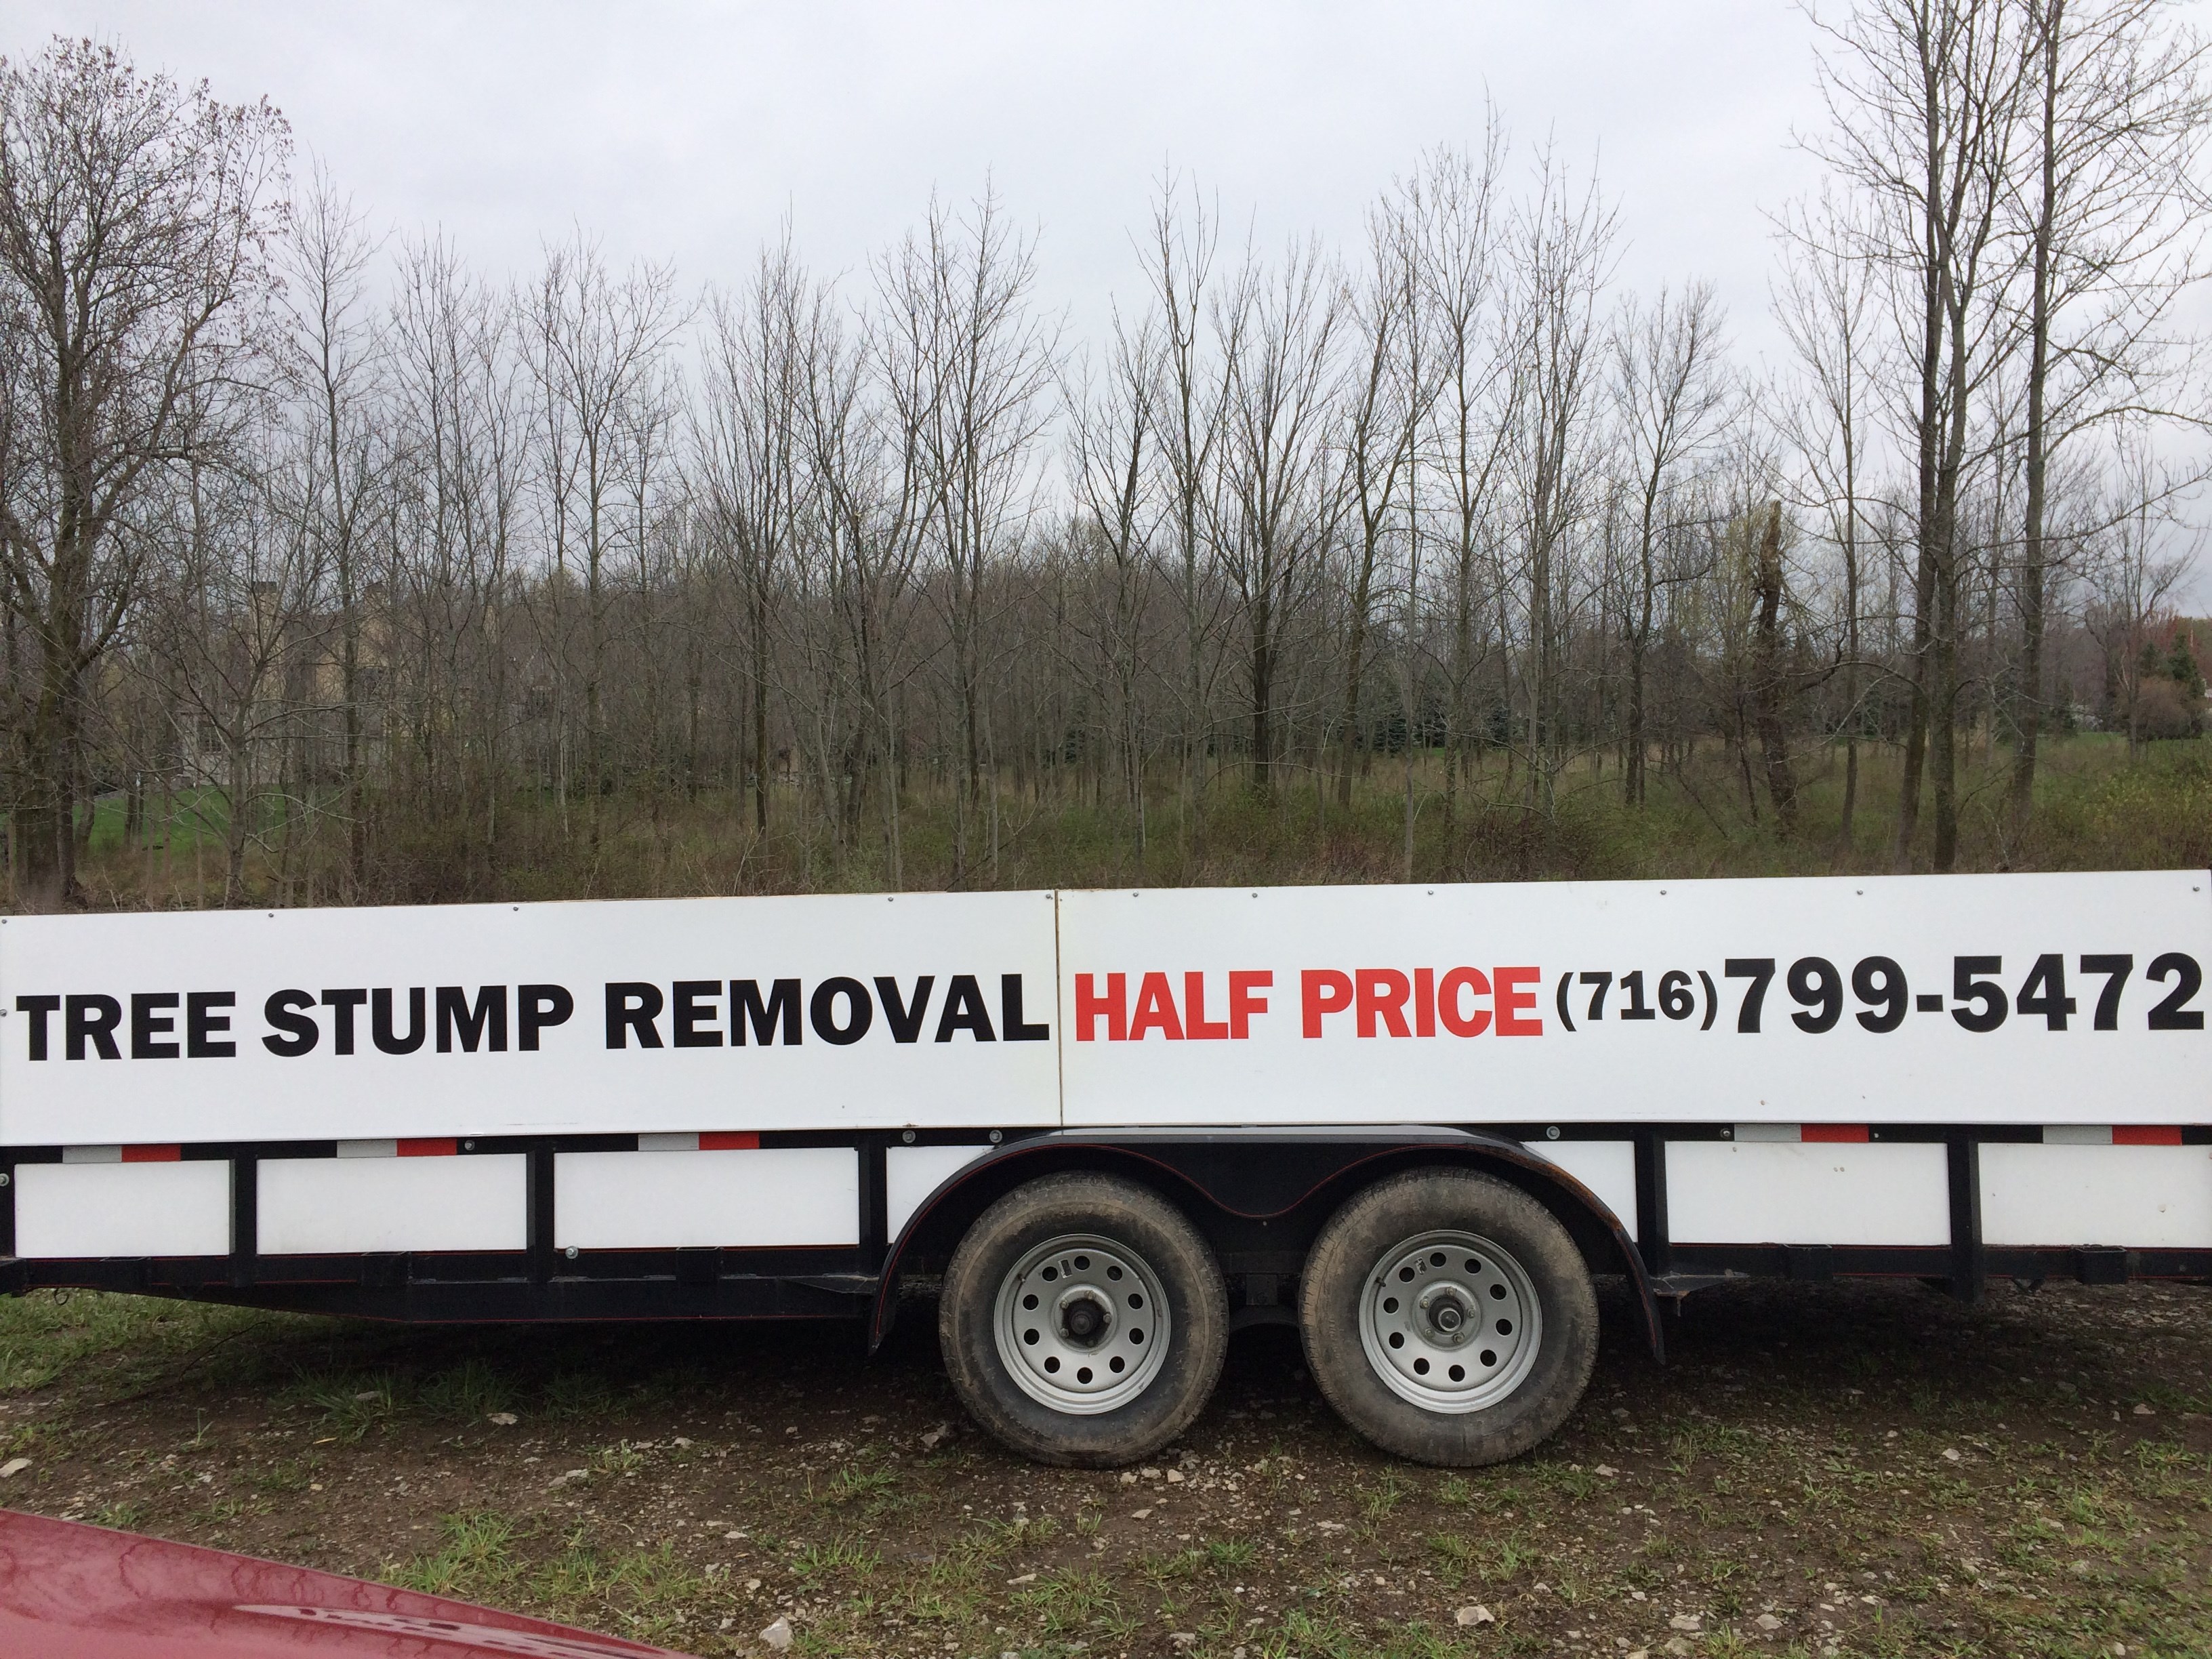 TREE STUMP REMOVAL HALF PRICE (716)799-5472